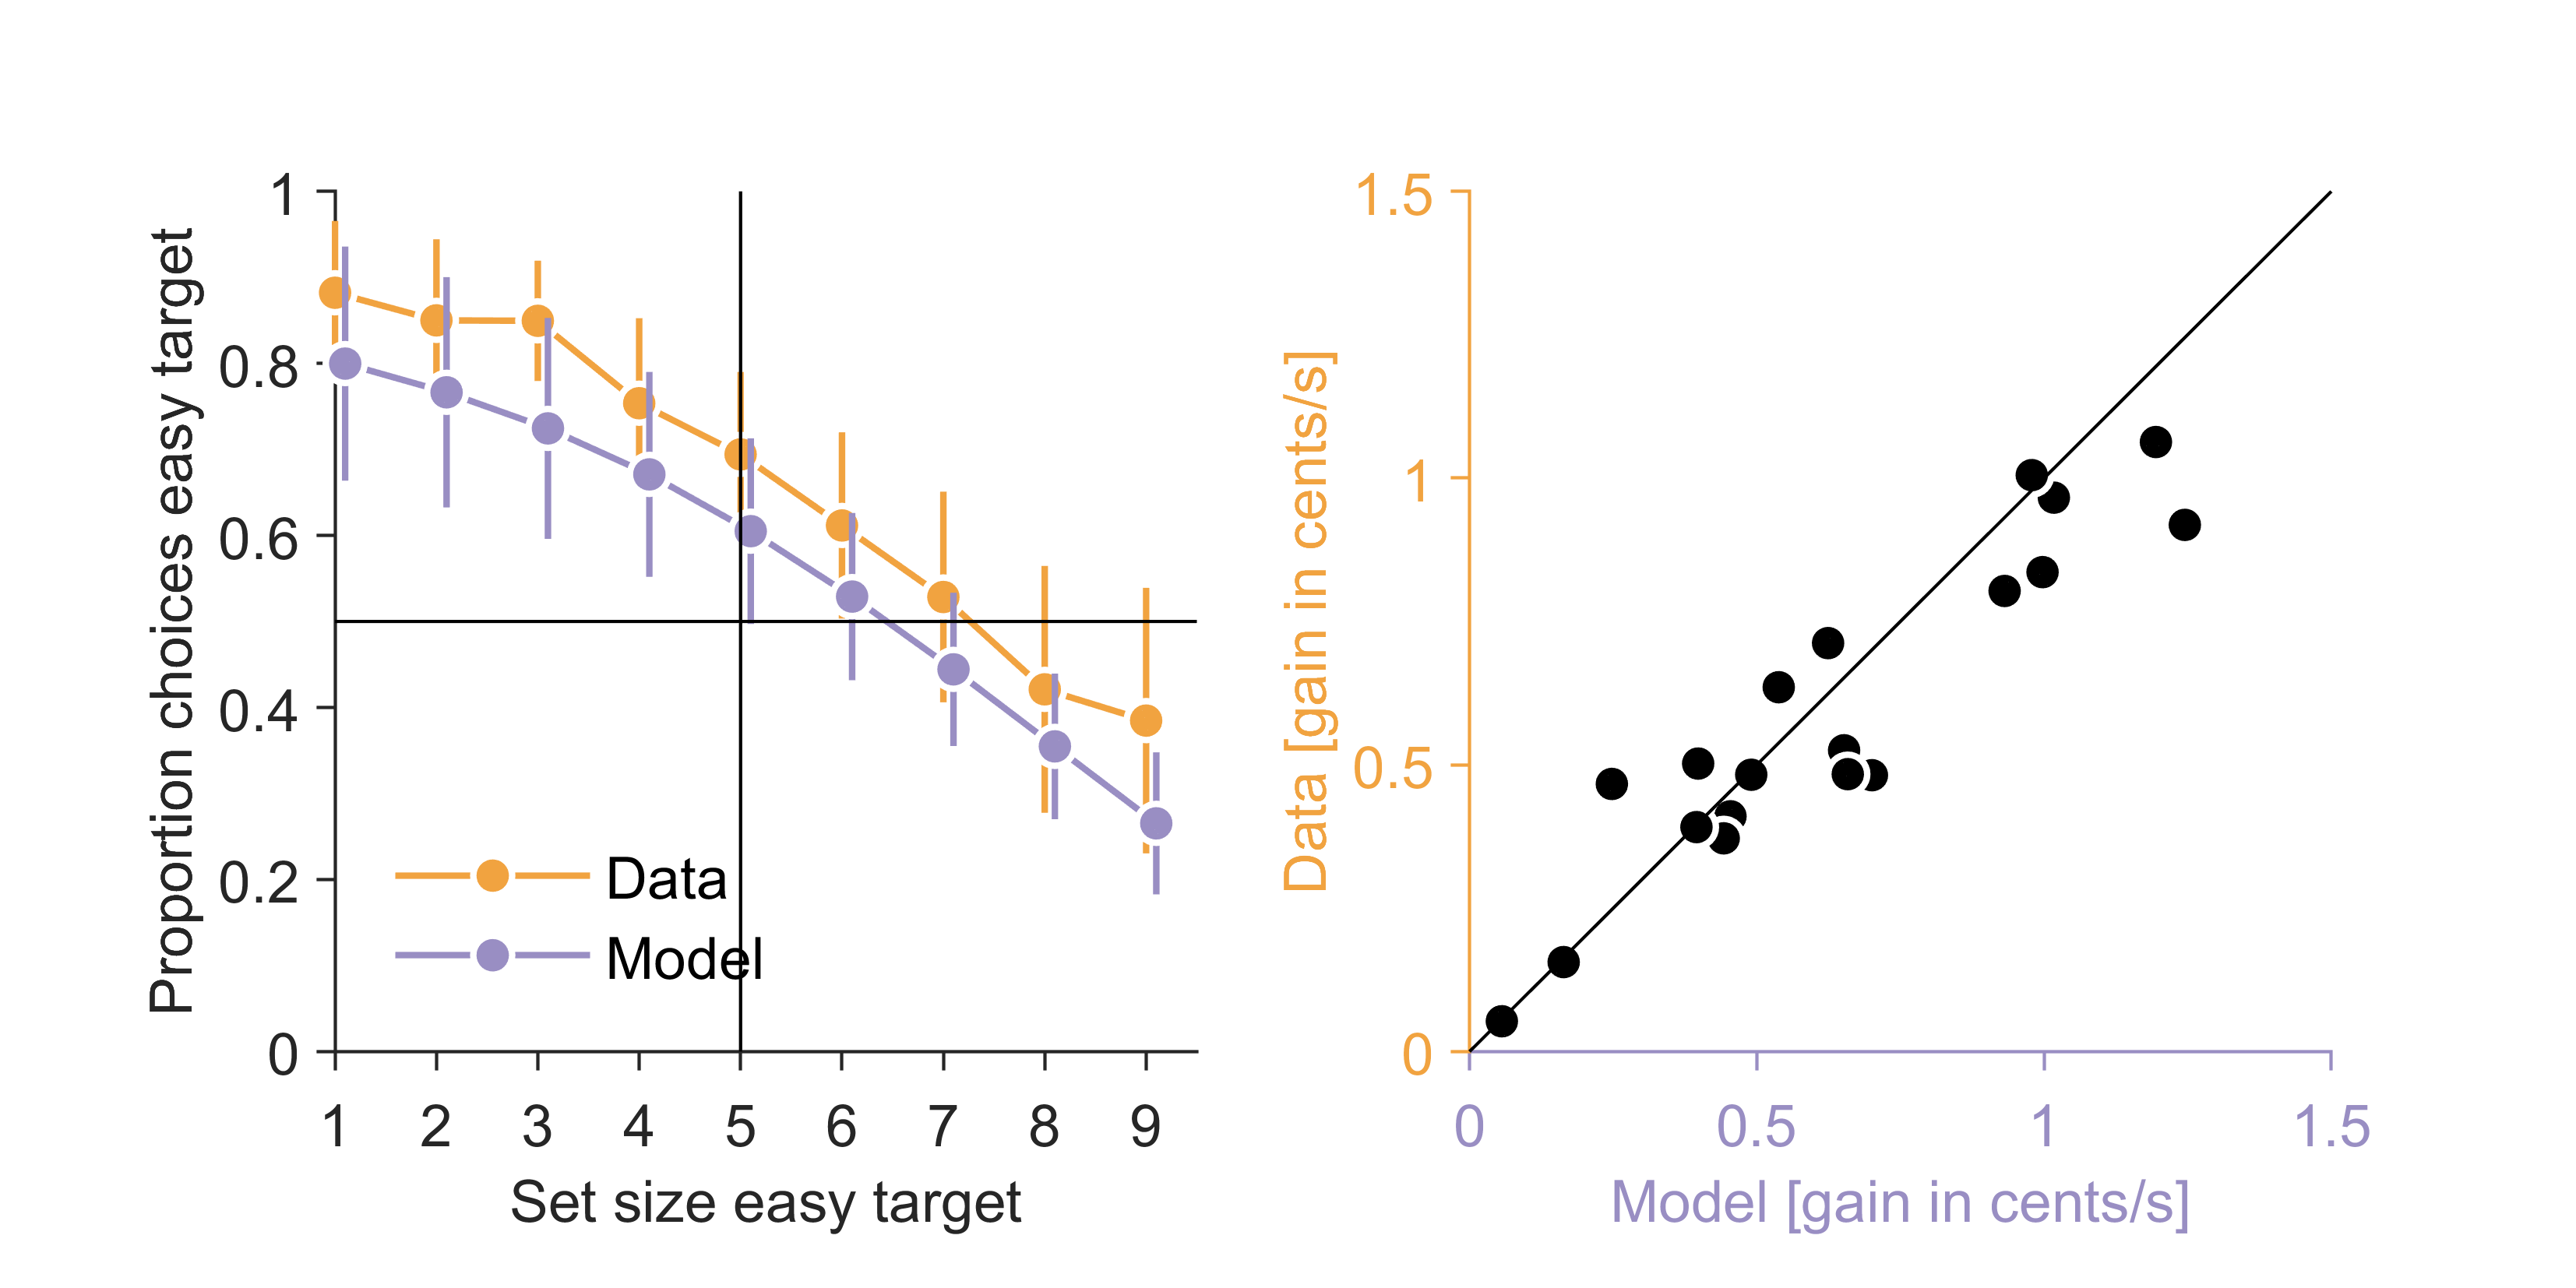 Proportion choices easy target
1
0.8
0.6
0.4
0.2
0
Data
Model
1 2 3 4 5 6 7 8 9
Set size easy target
Data [gain in cents/s]
1.5
1
0.5
0
0 0.5 1 1.5
Model [gain in cents/s]